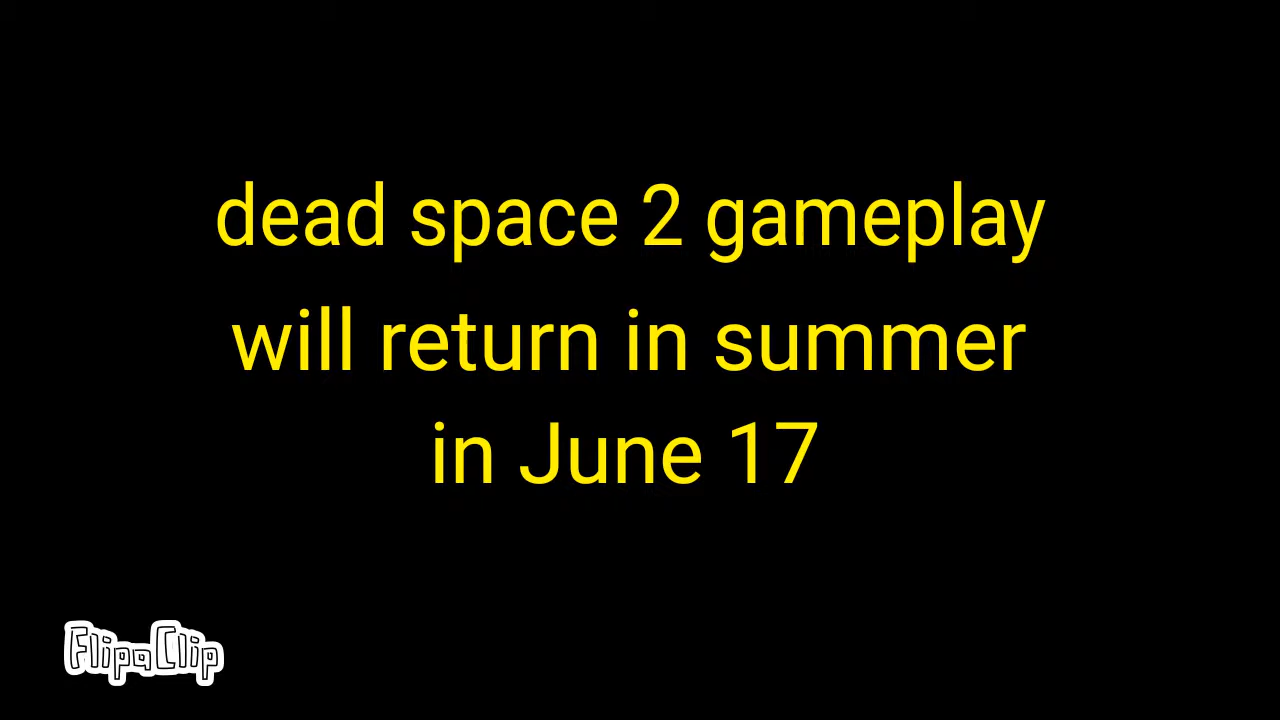 dead space 2 gameplay
will return in summer
in June 17
FlipaClip